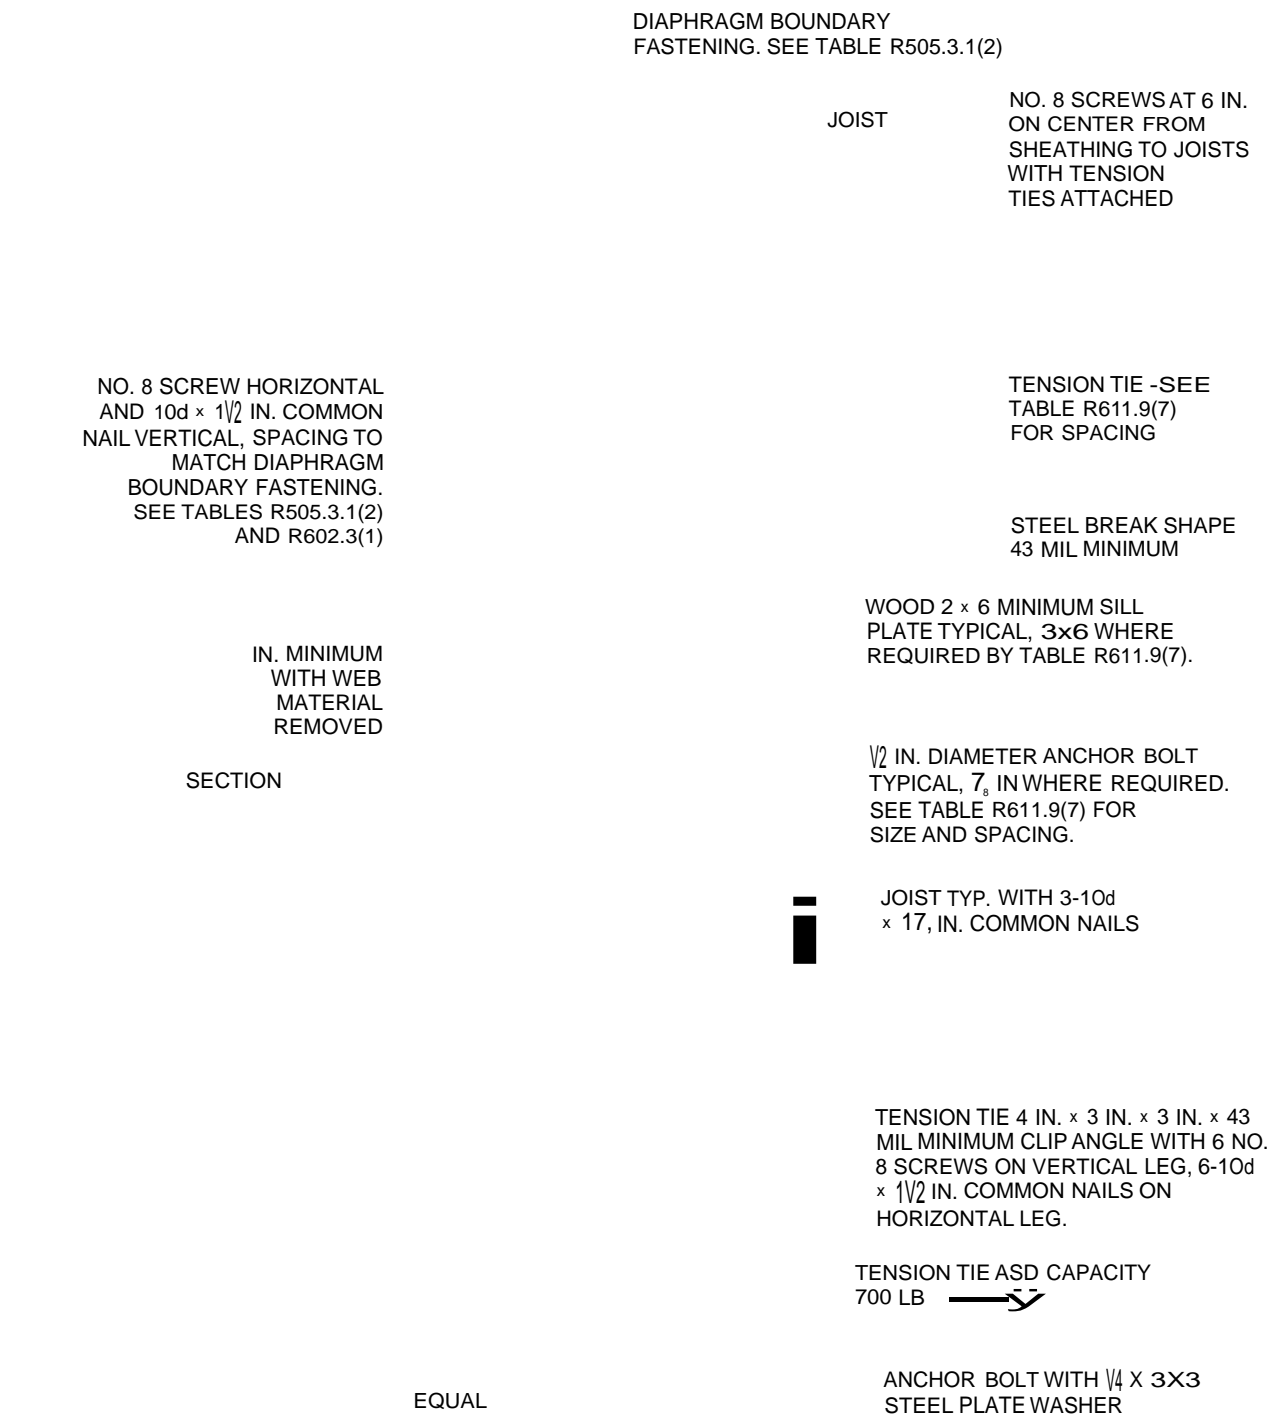 DIAPHRAGM BOUNDARY
FASTENING. SEE TABLE R505.3.1(2)
JOIST
NO. 8 SCREWS AT 6 IN.
ON CENTER FROM
SHEATHING TO JOISTS
WITH TENSION
TIES ATTACHED
NO. 8 SCREW HORIZONTAL
AND 10d × 1\/2 IN. COMMON
NAIL VERTICAL, SPACING TO
MATCH DIAPHRAGM
BOUNDARY FASTENING.
SEE TABLES R505.3.1(2)
AND R602.3(1)
TENSION TIE -SEE
TABLE R611.9(7)
FOR SPACING
STEEL BREAK SHAPE
43 MIL MINIMUM
WOOD 2 × 6 MINIMUM SILL
PLATE TYPICAL, 3x6 WHERE
REQUIRED BY TABLE R611.9(7).
IN. MINIMUM
WITH WEB
MATERIAL
REMOVED
SECTION
\/2 IN. DIAMETER ANCHOR BOLT
TYPICAL, 78 IN WHERE REQUIRED.
SEE TABLE R611.9(7) FOR
SIZE AND SPACING.
i
JOIST TYP. WITH 3-10d
× 17, IN. COMMON NAILS
TENSION TIE 4 IN. × 3 IN. × 3 IN. × 43
MIL MINIMUM CLIP ANGLE WITH 6 NO.
8 SCREWS ON VERTICAL LEG, 6-10d
× 1\/2 IN. COMMON NAILS ON
HORIZONTAL LEG.
TENSION TIE ASD CAPACITY
700 LB
EQUAL
ANCHOR BOLT WITH \/4 X 3X3
STEEL PLATE WASHER